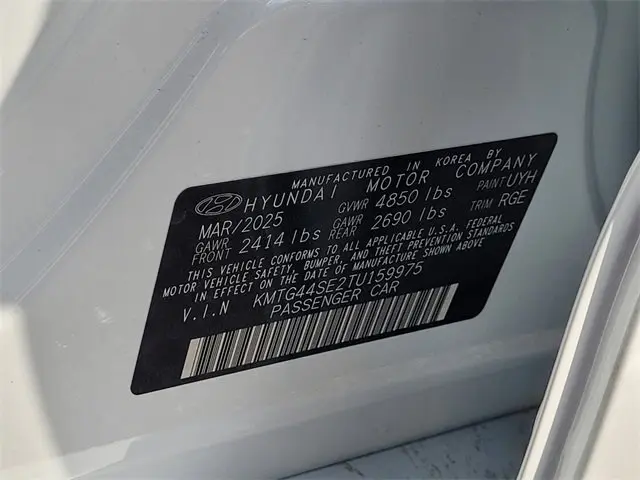 MANUFACTURED IN KOREA BY
HYUNDAI MOTOR COMPANY
MAR/2025 GVWR 4850 lbs PAINT UYH
GAWR FRONT 2414 lbs GAWR REAR 2690 lbs TRIM RGE
THIS VEHICLE CONFORMS TO ALL APPLICABLE U.S.A. FEDERAL
MOTOR VEHICLE SAFETY, BUMPER, AND THEFT PREVENTION STANDARDS
IN EFFECT ON THE DATE OF MANUFACTURE SHOWN ABOVE.
V.I.N KMTG44SE2TU159975
PASSENGER CAR